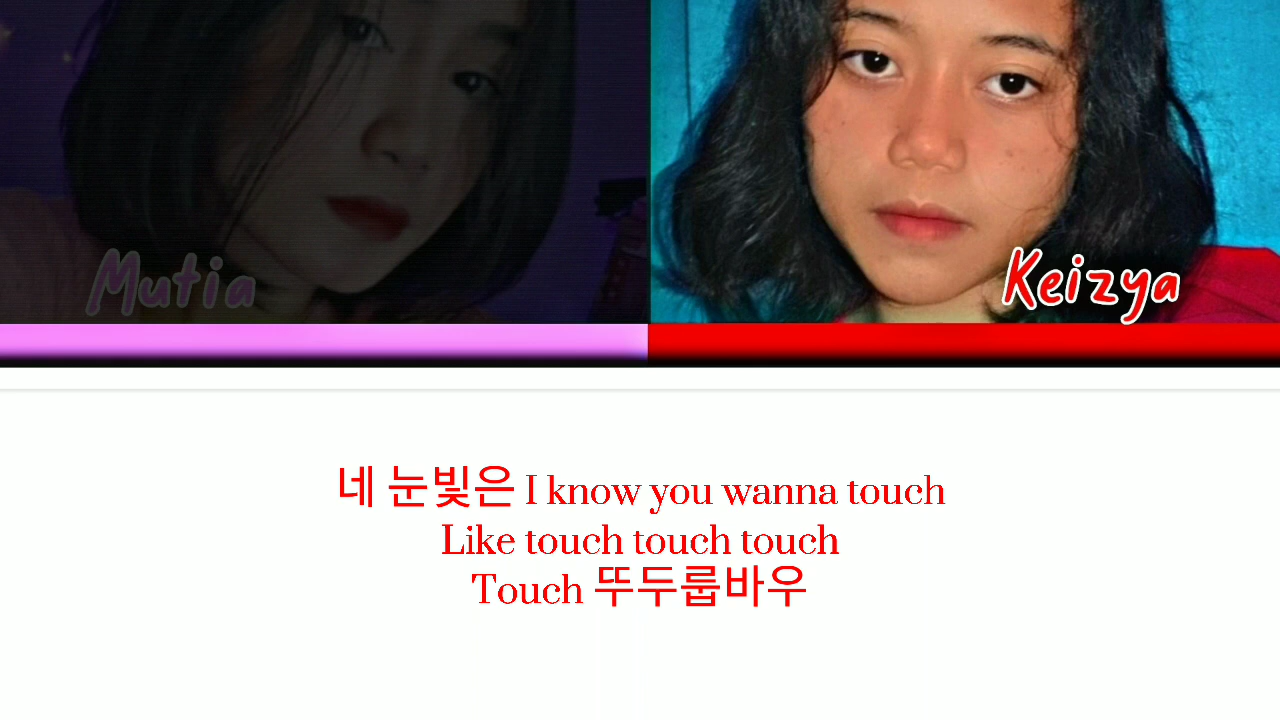 Mutia
Keizya
네 눈빛은 I know you wanna touch
Like touch touch touch
Touch 뚜두룹바우